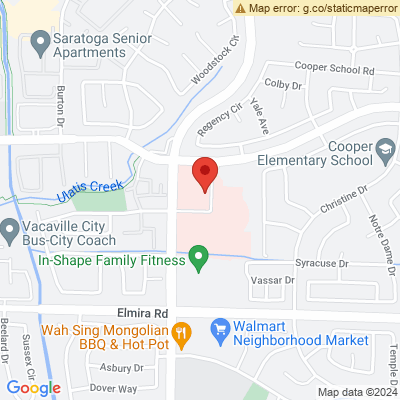 Map error: g.co/staticmaperror
Saratoga Senior
Apartments
Woodstock Cir
Cooper School Rd
Colby Dr
Burton Dr
Regency Cir
Yale Ave
Cooper
Elementary School
Ulatis Creek
Christine Dr
Vacaville City
Bus-City Coach
Notre Dame Dr
In-Shape Family Fitness
Syracuse Dr
Vassar Dr
Elmira Rd
Wah Sing Mongolian
BBQ & Hot Pot
Walmart
Neighborhood Market
Beelard Dr
Sussex Cir
Asbury Dr
Dover Way
Temple D
Google
Map data ©2024